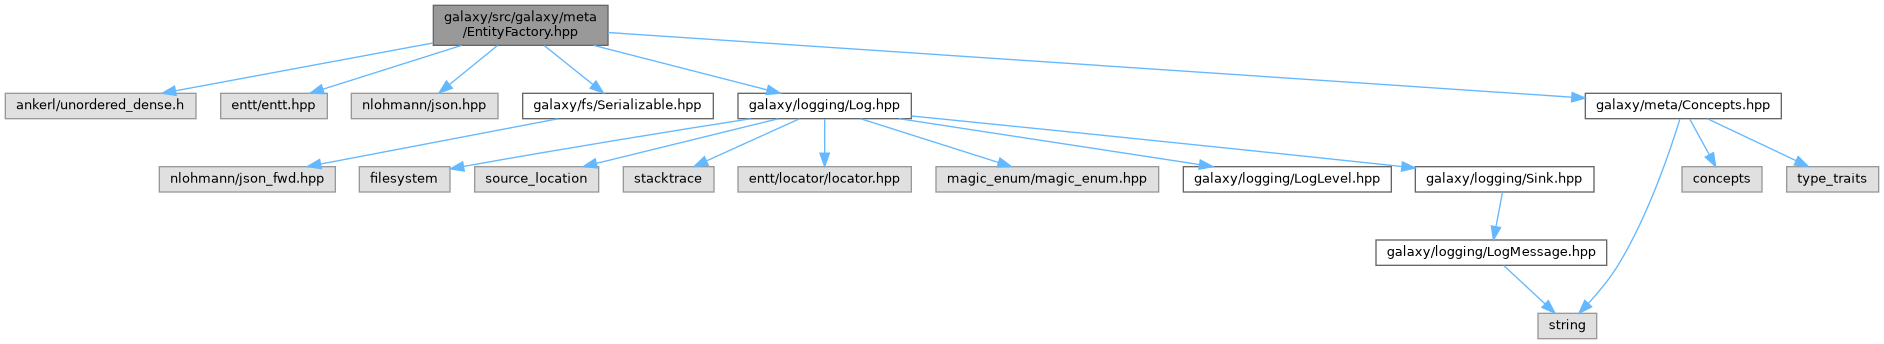 galaxy/src/galaxy/meta
/EntityFactory.hpp
ankerl/unordered_dense.h
entt/entt.hpp
nlohmann/json.hpp
galaxy/fs/Serializable.hpp
galaxy/logging/Log.hpp
galaxy/meta/Concepts.hpp
nlohmann/json_fwd.hpp
filesystem
source_location
stacktrace
entt/locator/locator.hpp
magic_enum/magic_enum.hpp
galaxy/logging/LogLevel.hpp
galaxy/logging/Sink.hpp
concepts
type_traits
galaxy/logging/LogMessage.hpp
string